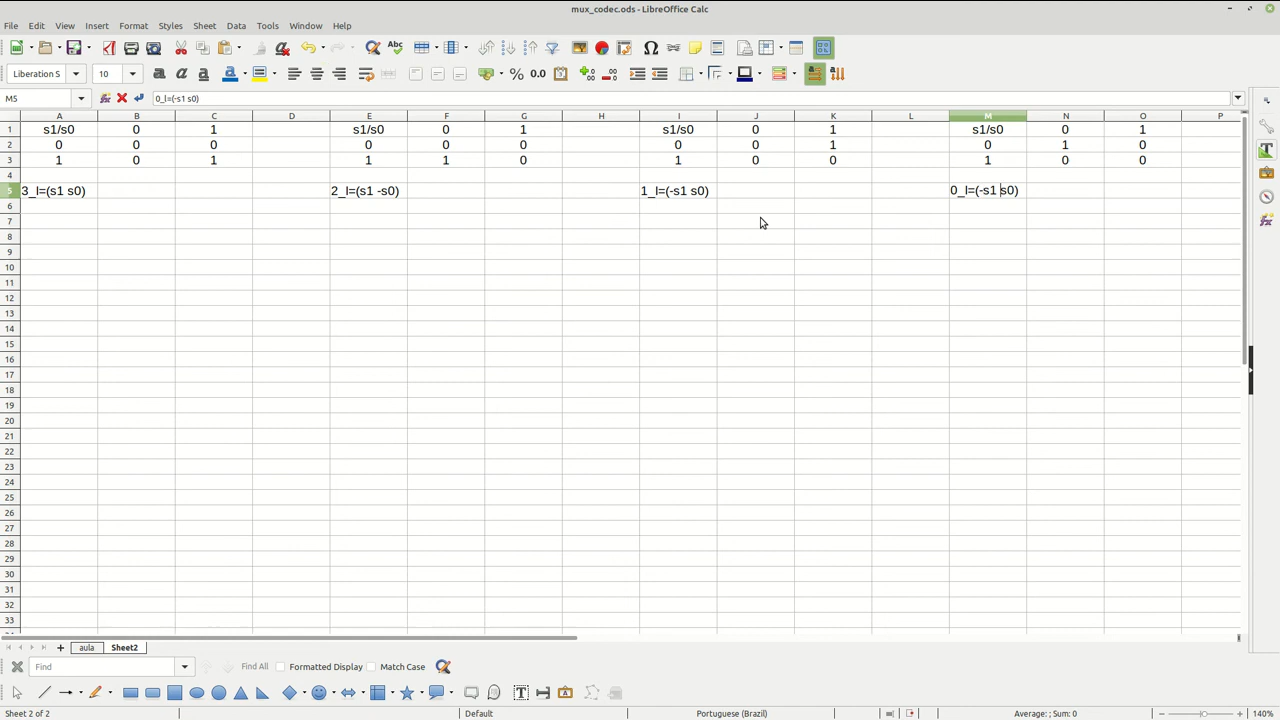 mux_codec.ods - LibreOffice Calc
File Edit View Insert Format Styles Sheet Data Tools Window Help
Liberation S 10
M5 0_l=(-s1 s0)
A B C D E F G H I J K L M N O P
1 s1/s0 0 1 s1/s0 0 1 s1/s0 0 1 s1/s0 0 1
2 0 0 0 0 0 0 0 0 1 0 1 0
3 1 0 1 1 1 0 1 0 0 1 0 0
4
5 3_l=(s1 s0) 2_l=(s1 -s0) 1_l=(-s1 s0) 0_l=(-s1 s0)
6
7
8
9
10
11
12
13
14
15
16
17
18
19
20
21
22
23
24
25
26
27
28
29
30
31
32
33
aula Sheet2
Find Find All Formatted Display Match Case
Sheet 2 of 2 Default Portuguese (Brazil) Average: ; Sum: 0 140%